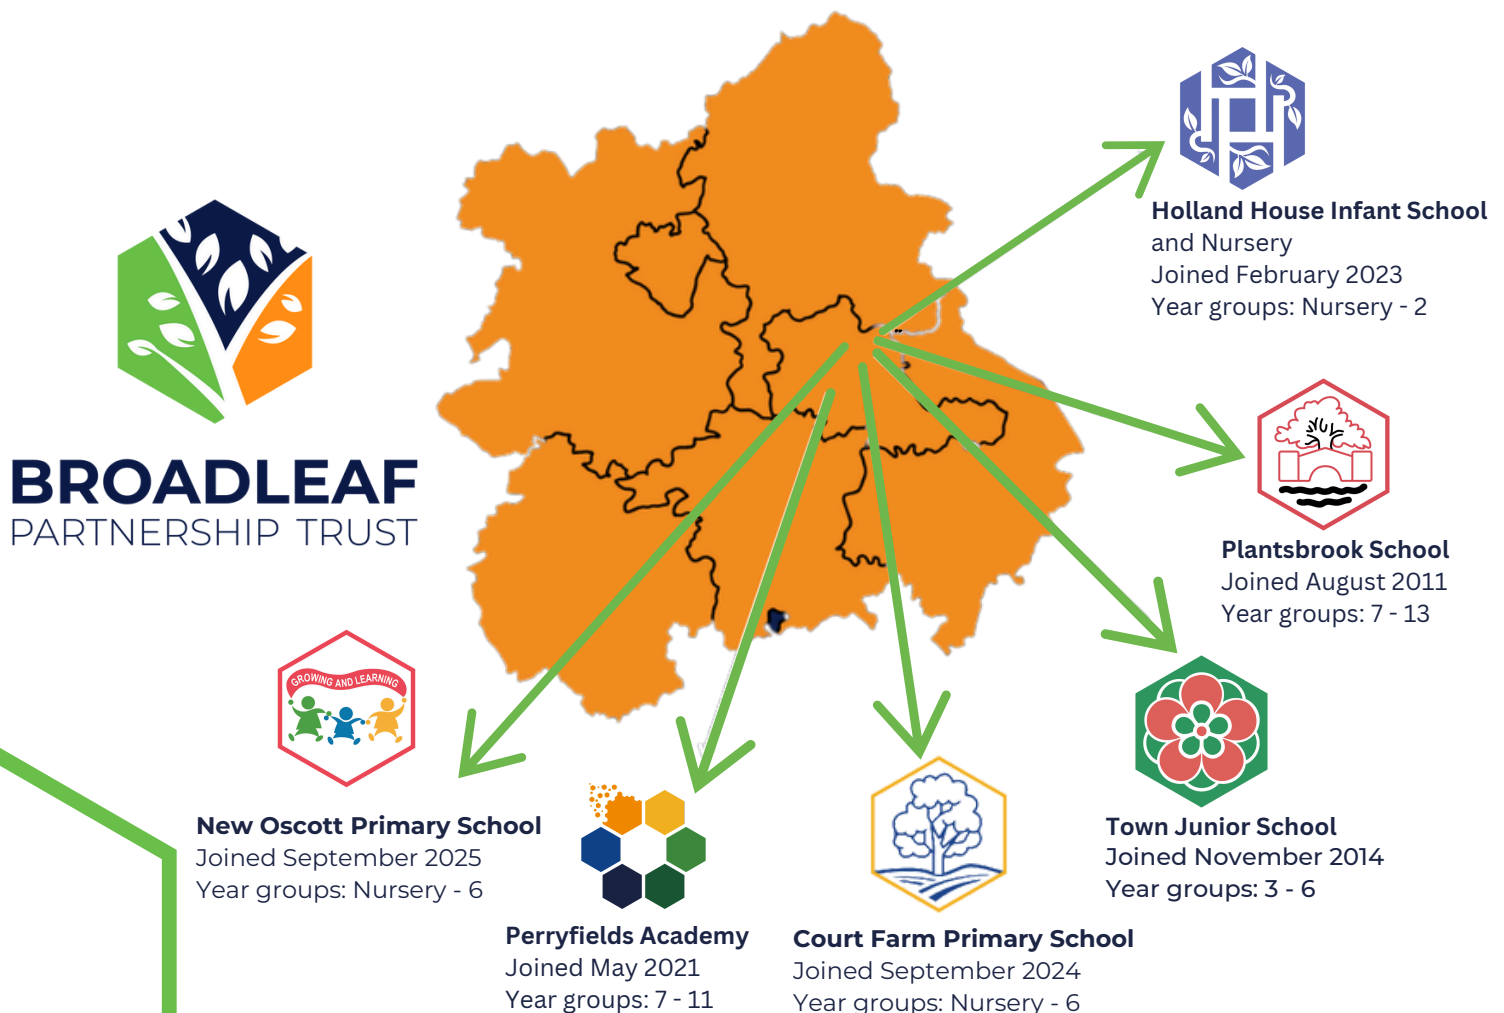 BROADLEAF
PARTNERSHIP TRUST
Holland House Infant School
and Nursery
Joined February 2023
Year groups: Nursery - 2
Plantsbrook School
Joined August 2011
Year groups: 7 - 13
Town Junior School
Joined November 2014
Year groups: 3 - 6
Court Farm Primary School
Joined September 2024
Year groups: Nursery - 6
Perryfields Academy
Joined May 2021
Year groups: 7 - 11
GROWING AND LEARNING
New Oscott Primary School
Joined September 2025
Year groups: Nursery - 6